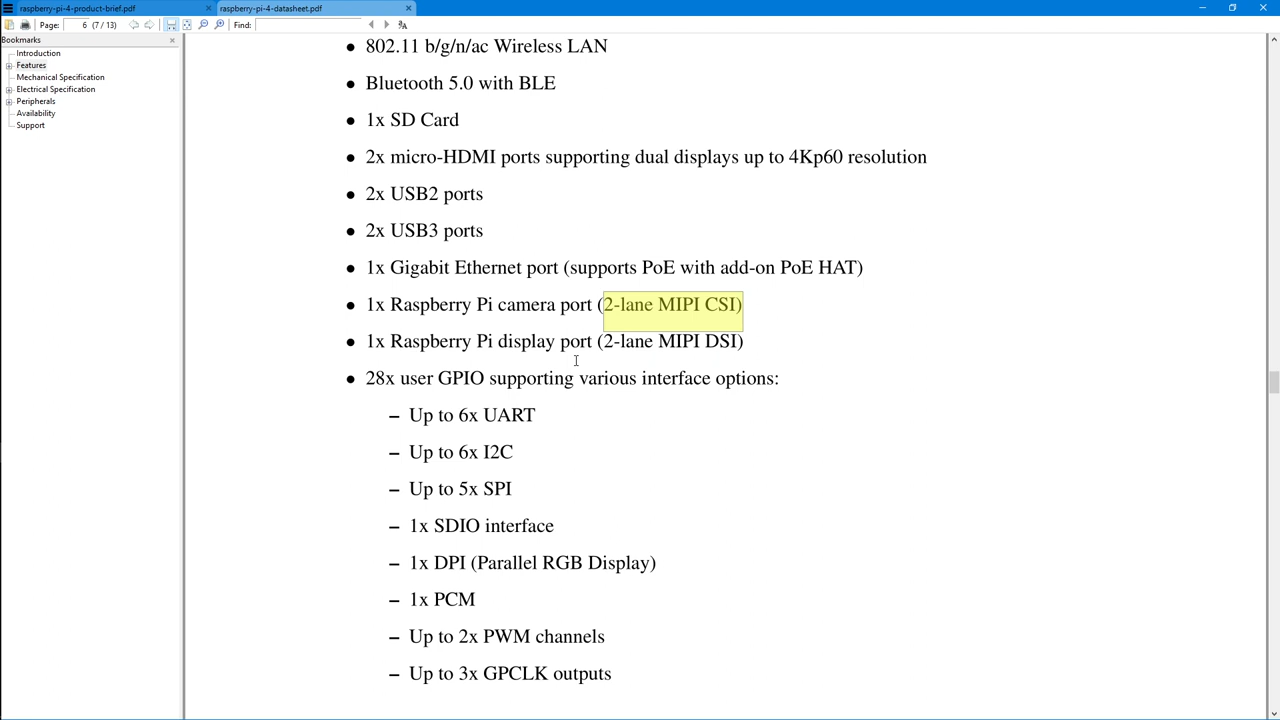 raspberry-pi-4-product-brief.pdf
raspberry-pi-4-datasheet.pdf
Page: 6 (7 / 13) Find:
Bookmarks
Introduction
Features
Mechanical Specification
Electrical Specification
Peripherals
Availability
Support
• 802.11 b/g/n/ac Wireless LAN
• Bluetooth 5.0 with BLE
• 1x SD Card
• 2x micro-HDMI ports supporting dual displays up to 4Kp60 resolution
• 2x USB2 ports
• 2x USB3 ports
• 1x Gigabit Ethernet port (supports PoE with add-on PoE HAT)
• 1x Raspberry Pi camera port (2-lane MIPI CSI)
• 1x Raspberry Pi display port (2-lane MIPI DSI)
• 28x user GPIO supporting various interface options:
– Up to 6x UART
– Up to 6x I2C
– Up to 5x SPI
– 1x SDIO interface
– 1x DPI (Parallel RGB Display)
– 1x PCM
– Up to 2x PWM channels
– Up to 3x GPCLK outputs